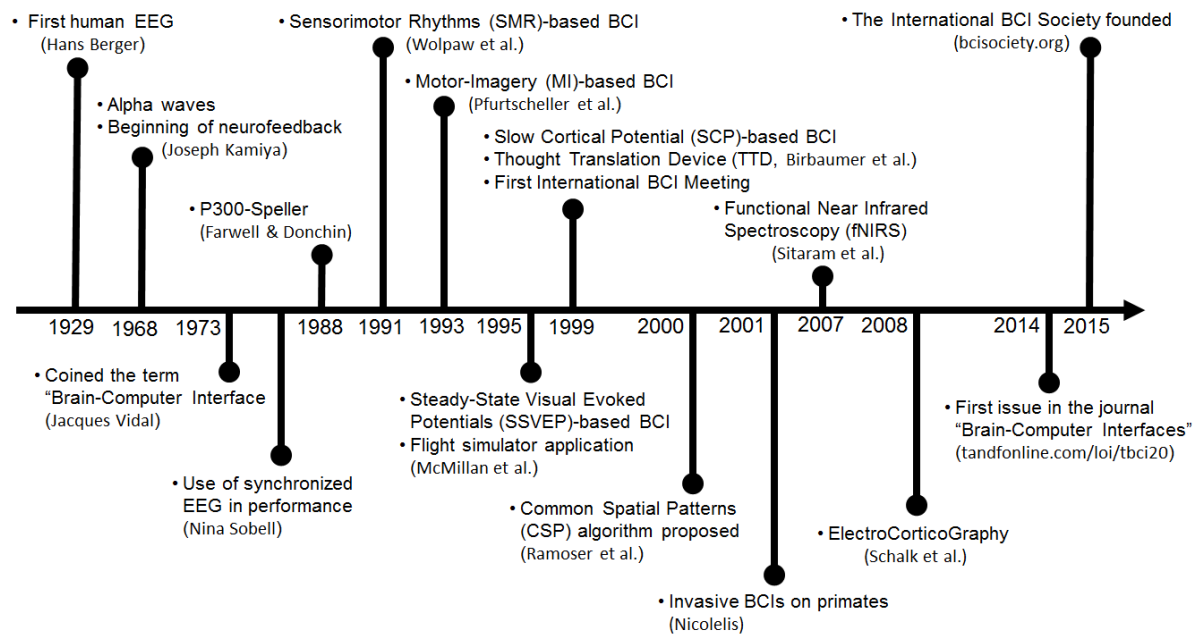 • First human EEG
(Hans Berger)
• Alpha waves
• Beginning of neurofeedback
(Joseph Kamiya)
• P300-Speller
(Farwell & Donchin)
• Sensorimotor Rhythms (SMR)-based BCI
(Wolpaw et al.)
• Motor-Imagery (MI)-based BCI
(Pfurtscheller et al.)
• Slow Cortical Potential (SCP)-based BCI
• Thought Translation Device (TTD, Birbaumer et al.)
• First International BCI Meeting
• Functional Near Infrared
Spectroscopy (fNIRS)
(Sitaram et al.)
• The International BCI Society founded
(bcisociety.org)
1929 1968 1973 1988 1991 1993 1995 1999 2000 2001 2007 2008 2014 2015
• Coined the term
“Brain-Computer Interface
(Jacques Vidal)
• Use of synchronized
EEG in performance
(Nina Sobell)
• Steady-State Visual Evoked
Potentials (SSVEP)-based BCI
• Flight simulator application
(McMillan et al.)
• Common Spatial Patterns
(CSP) algorithm proposed
(Ramoser et al.)
• Invasive BCIs on primates
(Nicolelis)
• ElectroCorticoGraphy
(Schalk et al.)
• First issue in the journal
“Brain-Computer Interfaces”
(tandfonline.com/loi/tbci20)